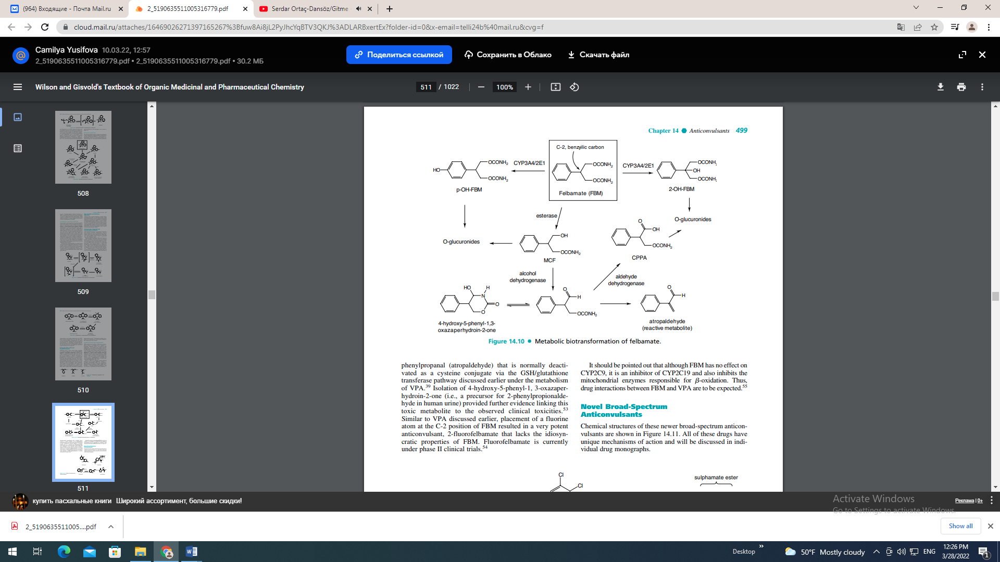 (964) Входящие - Почта Mail.ru
2_5190635511005316779.pdf
Serdar Ortaç-Dansöz/Gitme
cloud.mail.ru/attaches/16469026271397165267%3Bfuw8Ai8jL2PyJhcYqBTV3QKJ%3ADLARBxertEx?folder-id=0&x-email=telli24b%40mail.ru&cvg=f
Camilya Yusifova 10.03.22, 12:57
2_5190635511005316779.pdf • 2_5190635511005316779.pdf • 30.2 МБ
Поделиться ссылкой
Сохранить в Облако
Скачать файл
Wilson and Gisvold's Textbook of Organic Medicinal and Pharmaceutical Chemistry
511 / 1022
100%
508
509
510
511
Chapter 14 Anticonvulsants 499
C-2, benzyilic carbon
HO
OCONH2
OCONH2
p-OH-FBM
CYP3A4/2E1
OCONH2
OCONH2
Felbamate (FBM)
CYP3A4/2E1
OCONH
OH
OCONH
2-OH-FBM
esterase
O-glucuronides
O-glucuronides
OH
OCONH2
MCF
O
OH
OCONH2
CPPA
alcohol
dehydrogenase
aldehyde
dehydrogenase
HO
H
N
O
O
4-hydroxy-5-phenyl-1,3-
oxazaperhydroin-2-one
O
H
OCONH2
O
H
atropaldehyde
(reactive metabolite)
Figure 14.10 • Metabolic biotransformation of felbamate.
phenylpropanal (atropaldehyde) that is normally deacti-
vated as a cysteine conjugate via the GSH/glutathione
transferase pathway discussed earlier under the metabolism
of VPA.39 Isolation of 4-hydroxy-5-phenyl-1, 3-oxazaper-
hydroin-2-one (i.e., a precursor for 2-phenylpropionalde-
hyde in human urine) provided further evidence linking this
toxic metabolite to the observed clinical toxicities.53
Similar to VPA discussed earlier, placement of a fluorine
atom at the C-2 position of FBM resulted in a very potent
anticonvulsant, 2-fluorofelbamate that lacks the idiosyn-
cratic properties of FBM. Fluorofelbamate is currently
under phase II clinical trials.54
It should be pointed out that although FBM has no effect on
CYP2C9, it is an inhibitor of CYP2C19 and also inhibits the
mitochondrial enzymes responsible for β-oxidation. Thus,
drug interactions between FBM and VPA are to be expected.55
Novel Broad-Spectrum
Anticonvulsants
Chemical structures of these newer broad-spectrum anticon-
vulsants are shown in Figure 14.11. All of these drugs have
unique mechanisms of action and will be discussed in indi-
vidual drug monographs.
Cl
Cl
sulphamate ester
купить пасхальные книги Широкий ассортимент, большие скидки!
Реклама | 0+
Activate Windows
Go to Settings to activate Windows.
2_5190635511005....pdf
Show all
Desktop
50°F Mostly cloudy
ENG
12:26 PM
3/28/2022
1